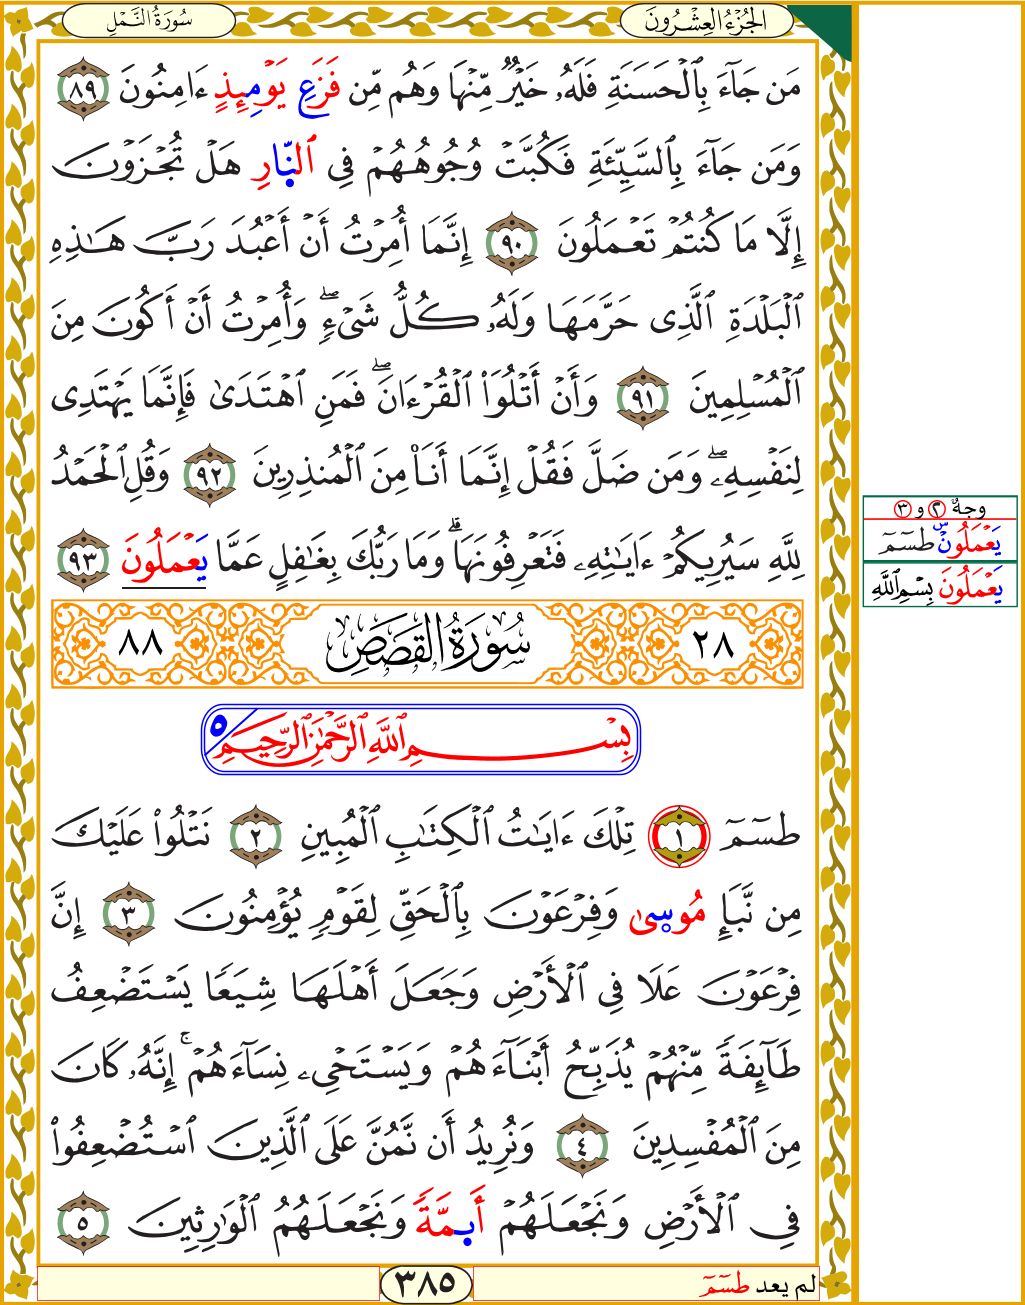 الجُزْءُ العِشْرُونَ
سُورَةُ النَّمْلِ
مَن جَآءَ بِالْحَسَنَةِ فَلَهُۥ خَيْرٌ مِّنْهَا وَهُم مِّن فَزَعِ يَوْمِئِذٍ ءَامِنُونَ ٨٩
وَمَن جَآءَ بِالسَّيِّئَةِ فَكُبَّتْ وُجُوهُهُمْ فِى ٱلنَّارِ هَلْ تُجْزَوْنَ
إِلَّا مَا كُنتُمْ تَعْمَلُونَ ٩٠ إِنَّمَا أُمِرْتُ أَنْ أَعْبُدَ رَبَّ هَٰذِهِ
ٱلْبَلْدَةِ ٱلَّذِى حَرَّمَهَا وَلَهُۥ كُلُّ شَىْءٍۖ وَأُمِرْتُ أَنْ أَكُونَ مِنَ
ٱلْمُسْلِمِينَ ٩١ وَأَنْ أَتْلُوَا۟ ٱلْقُرْءَانَۖ فَمَنِ ٱهْتَدَىٰ فَإِنَّمَا يَهْتَدِى
لِنَفْسِهِۦۖ وَمَن ضَلَّ فَقُلْ إِنَّمَا أَنَا۠ مِنَ ٱلْمُنذِرِينَ ٩٢ وَقُلِ ٱلْحَمْدُ
لِلَّهِ سَيُرِيكُمْ ءَايَٰتِهِۦ فَتَعْرِفُونَهَاۗ وَمَا رَبُّكَ بِغَٰفِلٍ عَمَّا يَعْمَلُونَ ٩٣
وجهٌ ٢ و ٣
يَعْمَلُونَ س طسٓمٓ
يَعْمَلُونَ بِسْمِ ٱللَّهِ
٢٨ سُورَةُ القَصَصِ ٨٨
بِسْمِ ٱللَّهِ ٱلرَّحْمَٰنِ ٱلرَّحِيمِ ٥
طسٓمٓ ١ تِلْكَ ءَايَٰتُ ٱلْكِتَٰبِ ٱلْمُبِينِ ٢ نَتْلُوا۟ عَلَيْكَ
مِن نَّبَإِ مُوسَىٰ وَفِرْعَوْنَ بِٱلْحَقِّ لِقَوْمٍ يُؤْمِنُونَ ٣ إِنَّ
فِرْعَوْنَ عَلَا فِى ٱلْأَرْضِ وَجَعَلَ أَهْلَهَا شِيَعًا يَسْتَضْعِفُ
طَآئِفَةً مِّنْهُمْ يُذَبِّحُ أَبْنَآءَهُمْ وَيَسْتَحْىِۦ نِسَآءَهُمْۚ إِنَّهُۥ كَانَ
مِنَ ٱلْمُفْسِدِينَ ٤ وَنُرِيدُ أَن نَّمُنَّ عَلَى ٱلَّذِينَ ٱسْتُضْعِفُوا۟
فِى ٱلْأَرْضِ وَنَجْعَلَهُمْ أَىِمَّةً وَنَجْعَلَهُمُ ٱلْوَٰرِثِينَ ٥
لم يعد طسٓمٓ
٣٨٥